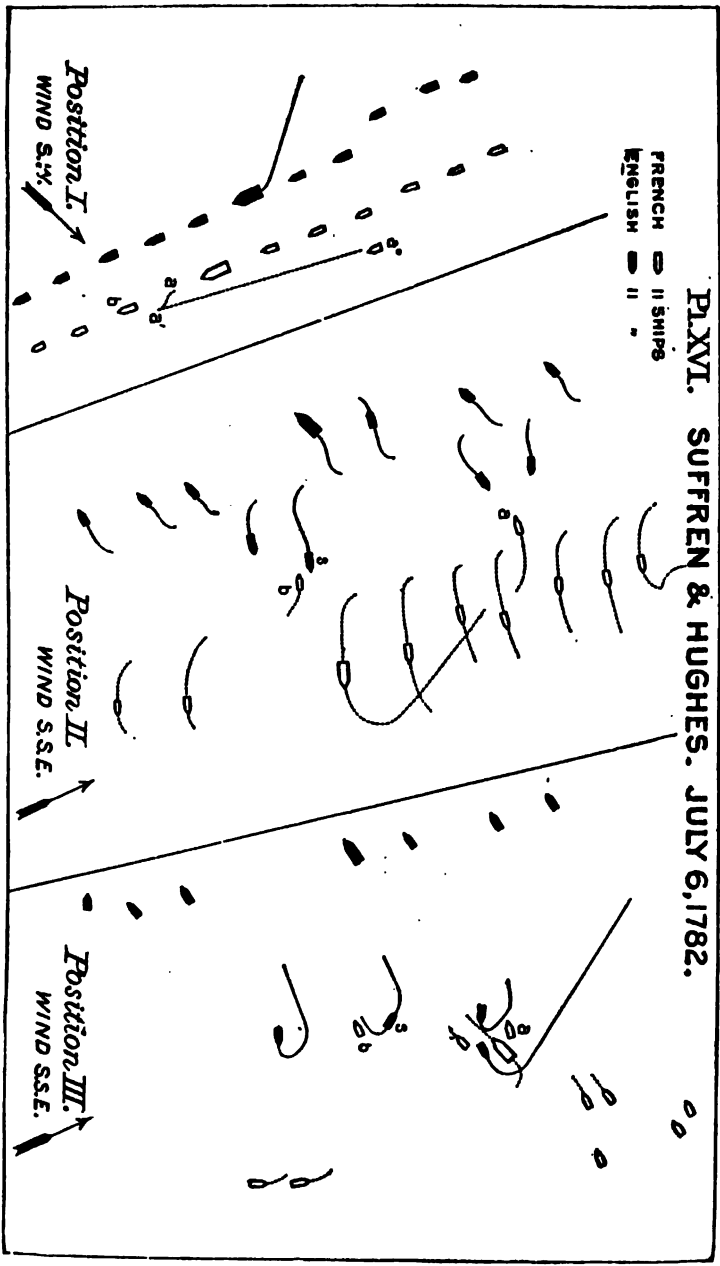 Pl.XVI. SUFFREN & HUGHES. JULY 6, 1782.
FRENCH 11 SHIPS
ENGLISH 11 "
a"
a
a'
b
Position I.
WIND S.W.
a
s
b
Position II.
WIND S.S.E.
a
s
b
Position III.
WIND S.S.E.